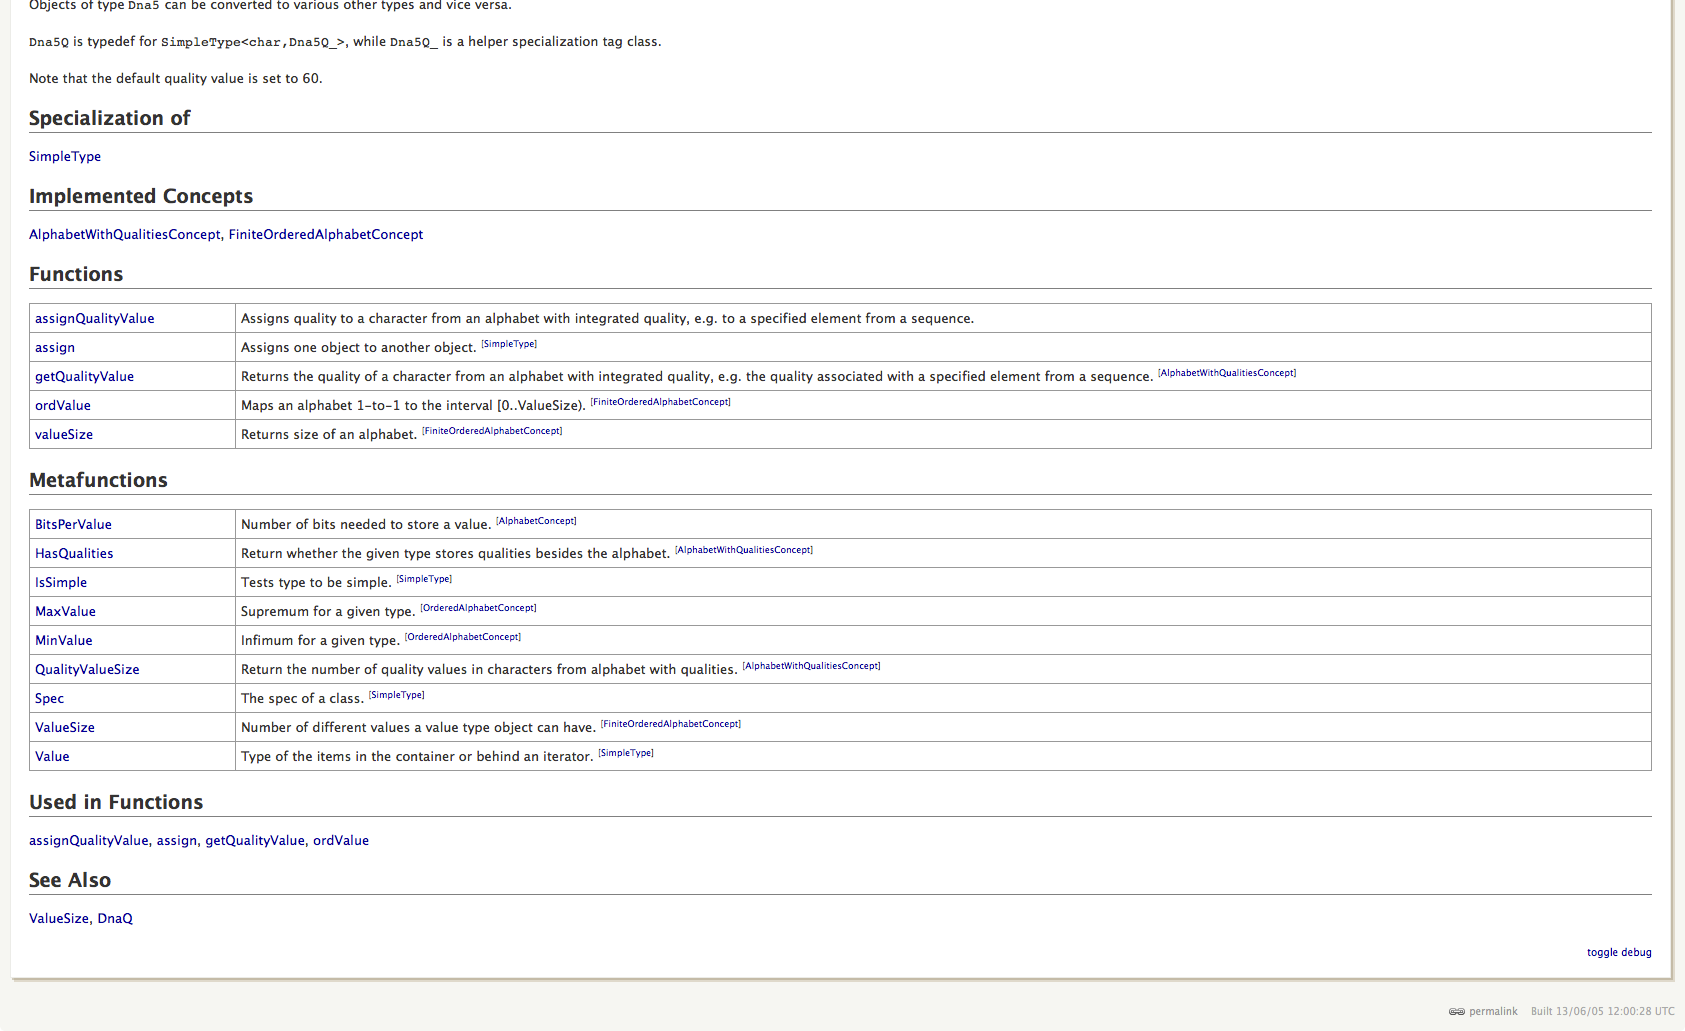 Objects of type Dna5 can be converted to various other types and vice versa.
Dna5Q is typedef for SimpleType<char,Dna5Q_>, while Dna5Q_ is a helper specialization tag class.
Note that the default quality value is set to 60.
Specialization of
SimpleType
Implemented Concepts
AlphabetWithQualitiesConcept, FiniteOrderedAlphabetConcept
Functions
assignQualityValue Assigns quality to a character from an alphabet with integrated quality, e.g. to a specified element from a sequence.
assign Assigns one object to another object. [SimpleType]
getQualityValue Returns the quality of a character from an alphabet with integrated quality, e.g. the quality associated with a specified element from a sequence. [AlphabetWithQualitiesConcept]
ordValue Maps an alphabet 1-to-1 to the interval [0..ValueSize). [FiniteOrderedAlphabetConcept]
valueSize Returns size of an alphabet. [FiniteOrderedAlphabetConcept]
Metafunctions
BitsPerValue Number of bits needed to store a value. [AlphabetConcept]
HasQualities Return whether the given type stores qualities besides the alphabet. [AlphabetWithQualitiesConcept]
IsSimple Tests type to be simple. [SimpleType]
MaxValue Supremum for a given type. [OrderedAlphabetConcept]
MinValue Infimum for a given type. [OrderedAlphabetConcept]
QualityValueSize Return the number of quality values in characters from alphabet with qualities. [AlphabetWithQualitiesConcept]
Spec The spec of a class. [SimpleType]
ValueSize Number of different values a value type object can have. [FiniteOrderedAlphabetConcept]
Value Type of the items in the container or behind an iterator. [SimpleType]
Used in Functions
assignQualityValue, assign, getQualityValue, ordValue
See Also
ValueSize, DnaQ
toggle debug
permalink Built 13/06/05 12:00:28 UTC